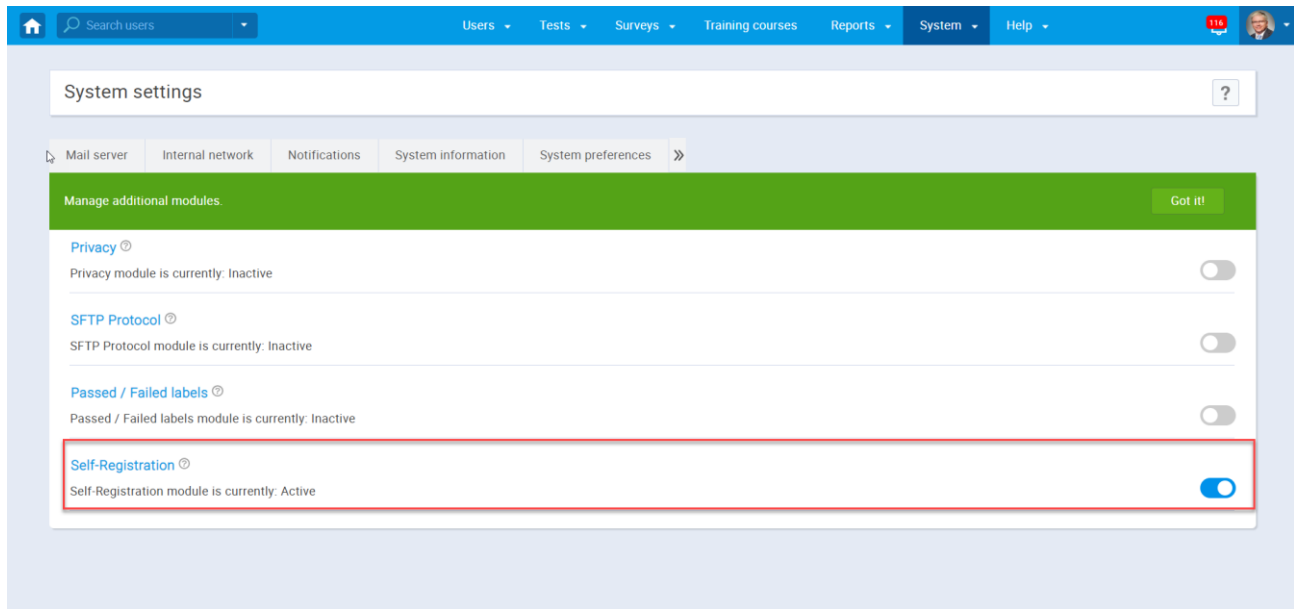 Search users
Users Tests Surveys Training courses Reports System Help 116
System settings ?
Mail server Internal network Notifications System information System preferences »
Manage additional modules. Got it!
Privacy ?
Privacy module is currently: Inactive
SFTP Protocol ?
SFTP Protocol module is currently: Inactive
Passed / Failed labels ?
Passed / Failed labels module is currently: Inactive
Self-Registration ?
Self-Registration module is currently: Active